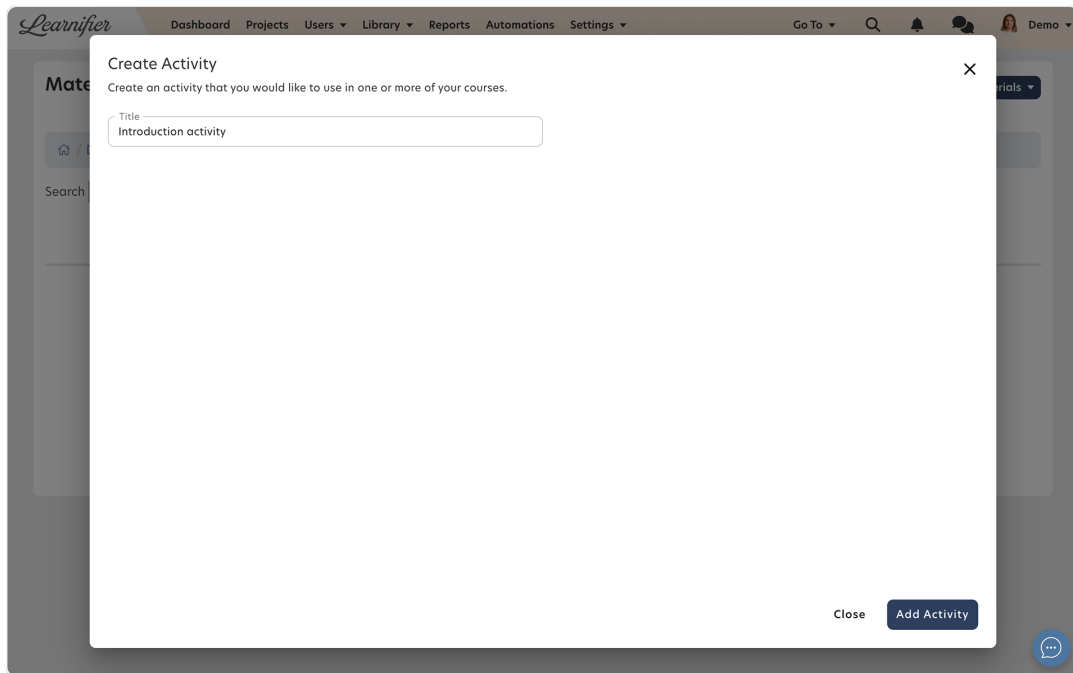 Learnifier
Dashboard Projects Users Library Reports Automations Settings Go To Demo
Create Activity
Create an activity that you would like to use in one or more of your courses.
Title
Introduction activity
Mate
rials
/
Search
Close Add Activity